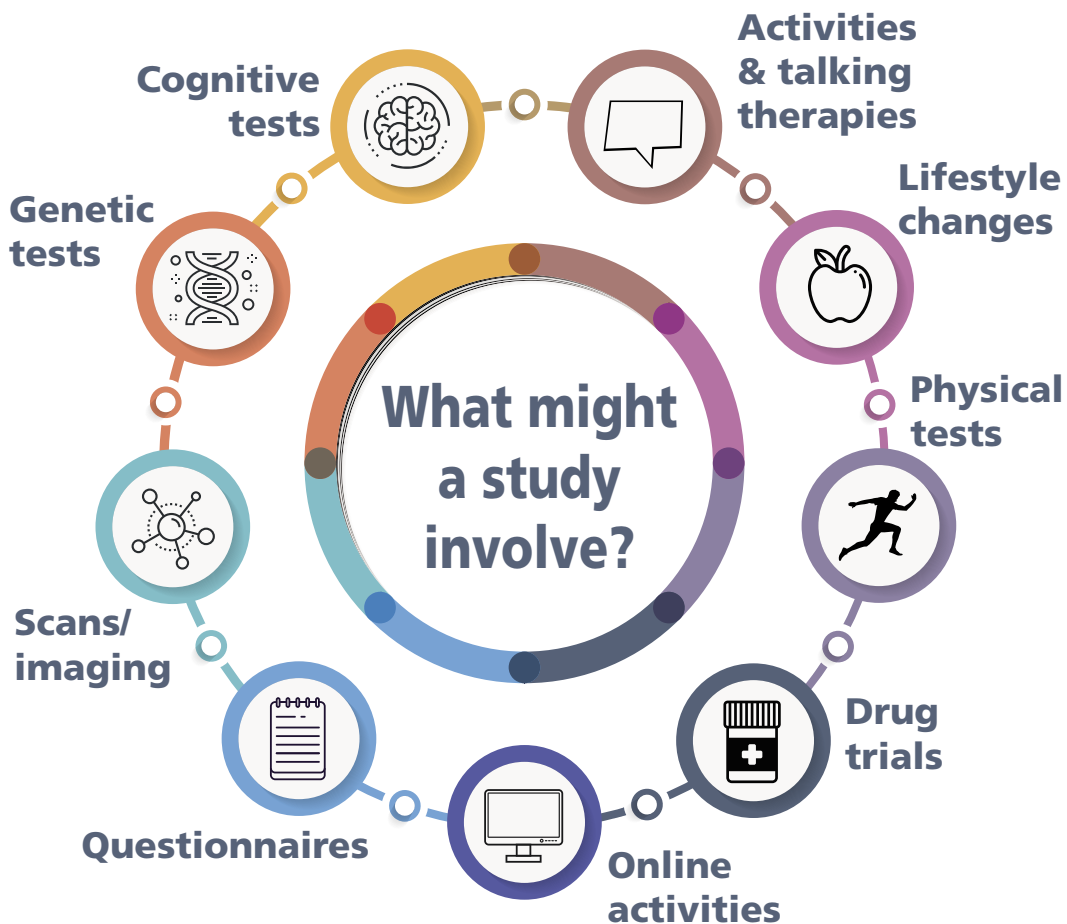 Activities
& talking
therapies
Cognitive
tests
Lifestyle
changes
Genetic
tests
What might
a study
involve?
Physical
tests
Scans/
imaging
Drug
trials
Questionnaires
Online
activities